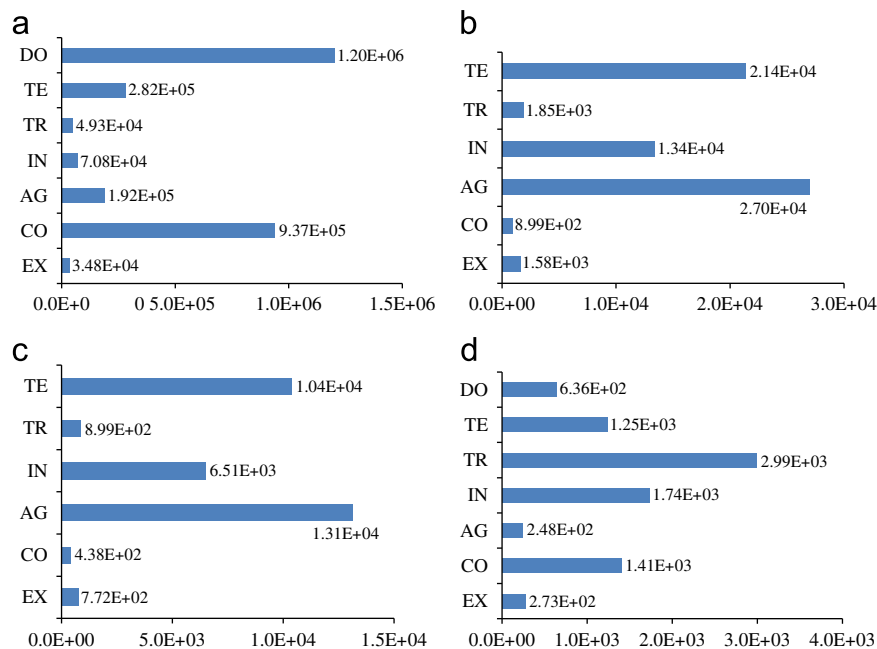 a
DO 1.20E+06
TE 2.82E+05
TR 4.93E+04
IN 7.08E+04
AG 1.92E+05
CO 9.37E+05
EX 3.48E+04
0.0E+0 0 5.0E+05 1.0E+06 1.5E+06
b
TE 2.14E+04
TR 1.85E+03
IN 1.34E+04
AG 2.70E+04
CO 8.99E+02
EX 1.58E+03
0.0E+00 1.0E+04 2.0E+04 3.0E+04
c
TE 1.04E+04
TR 8.99E+02
IN 6.51E+03
AG 1.31E+04
CO 4.38E+02
EX 7.72E+02
0.0E+00 5.0E+03 1.0E+04 1.5E+04
d
DO 6.36E+02
TE 1.25E+03
TR 2.99E+03
IN 1.74E+03
AG 2.48E+02
CO 1.41E+03
EX 2.73E+02
0.0E+00 1.0E+03 2.0E+03 3.0E+03 4.0E+03